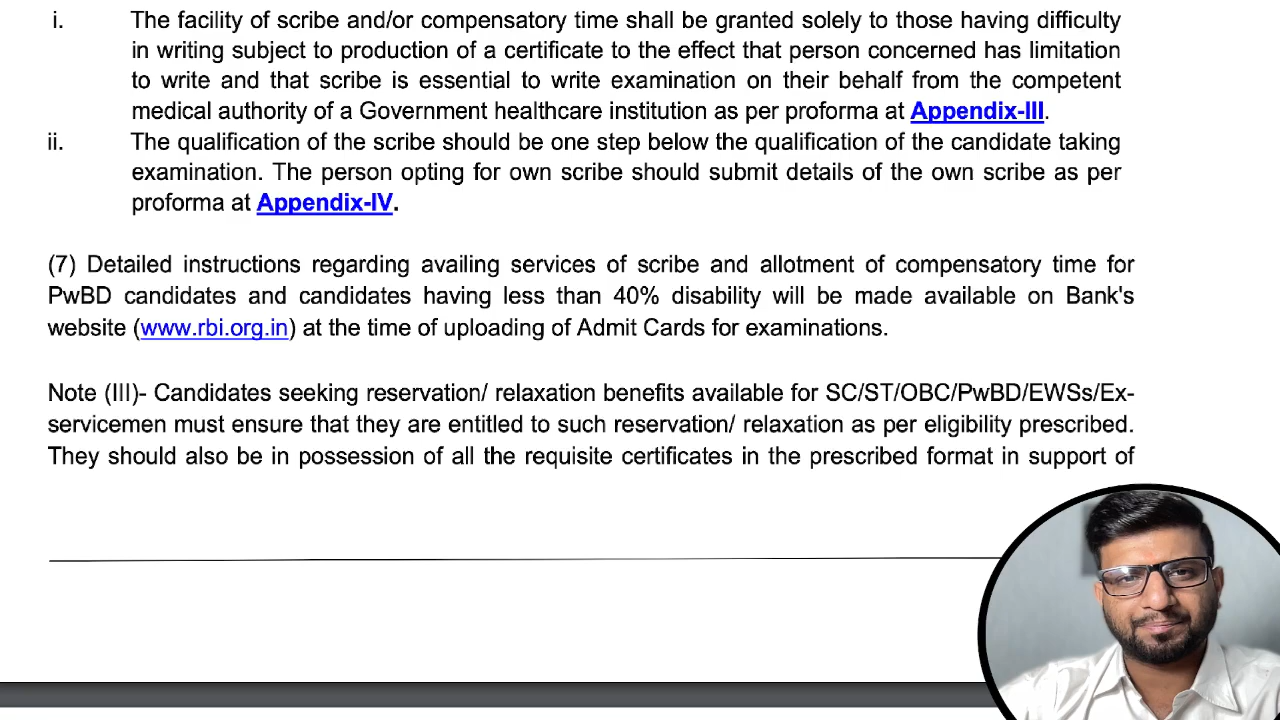 i. The facility of scribe and/or compensatory time shall be granted solely to those having difficulty
in writing subject to production of a certificate to the effect that person concerned has limitation
to write and that scribe is essential to write examination on their behalf from the competent
medical authority of a Government healthcare institution as per proforma at Appendix-III.
ii. The qualification of the scribe should be one step below the qualification of the candidate taking
examination. The person opting for own scribe should submit details of the own scribe as per
proforma at Appendix-IV.
(7) Detailed instructions regarding availing services of scribe and allotment of compensatory time for
PwBD candidates and candidates having less than 40% disability will be made available on Bank's
website (www.rbi.org.in) at the time of uploading of Admit Cards for examinations.
Note (III)- Candidates seeking reservation/ relaxation benefits available for SC/ST/OBC/PwBD/EWSs/Ex-
servicemen must ensure that they are entitled to such reservation/ relaxation as per eligibility prescribed.
They should also be in possession of all the requisite certificates in the prescribed format in support of